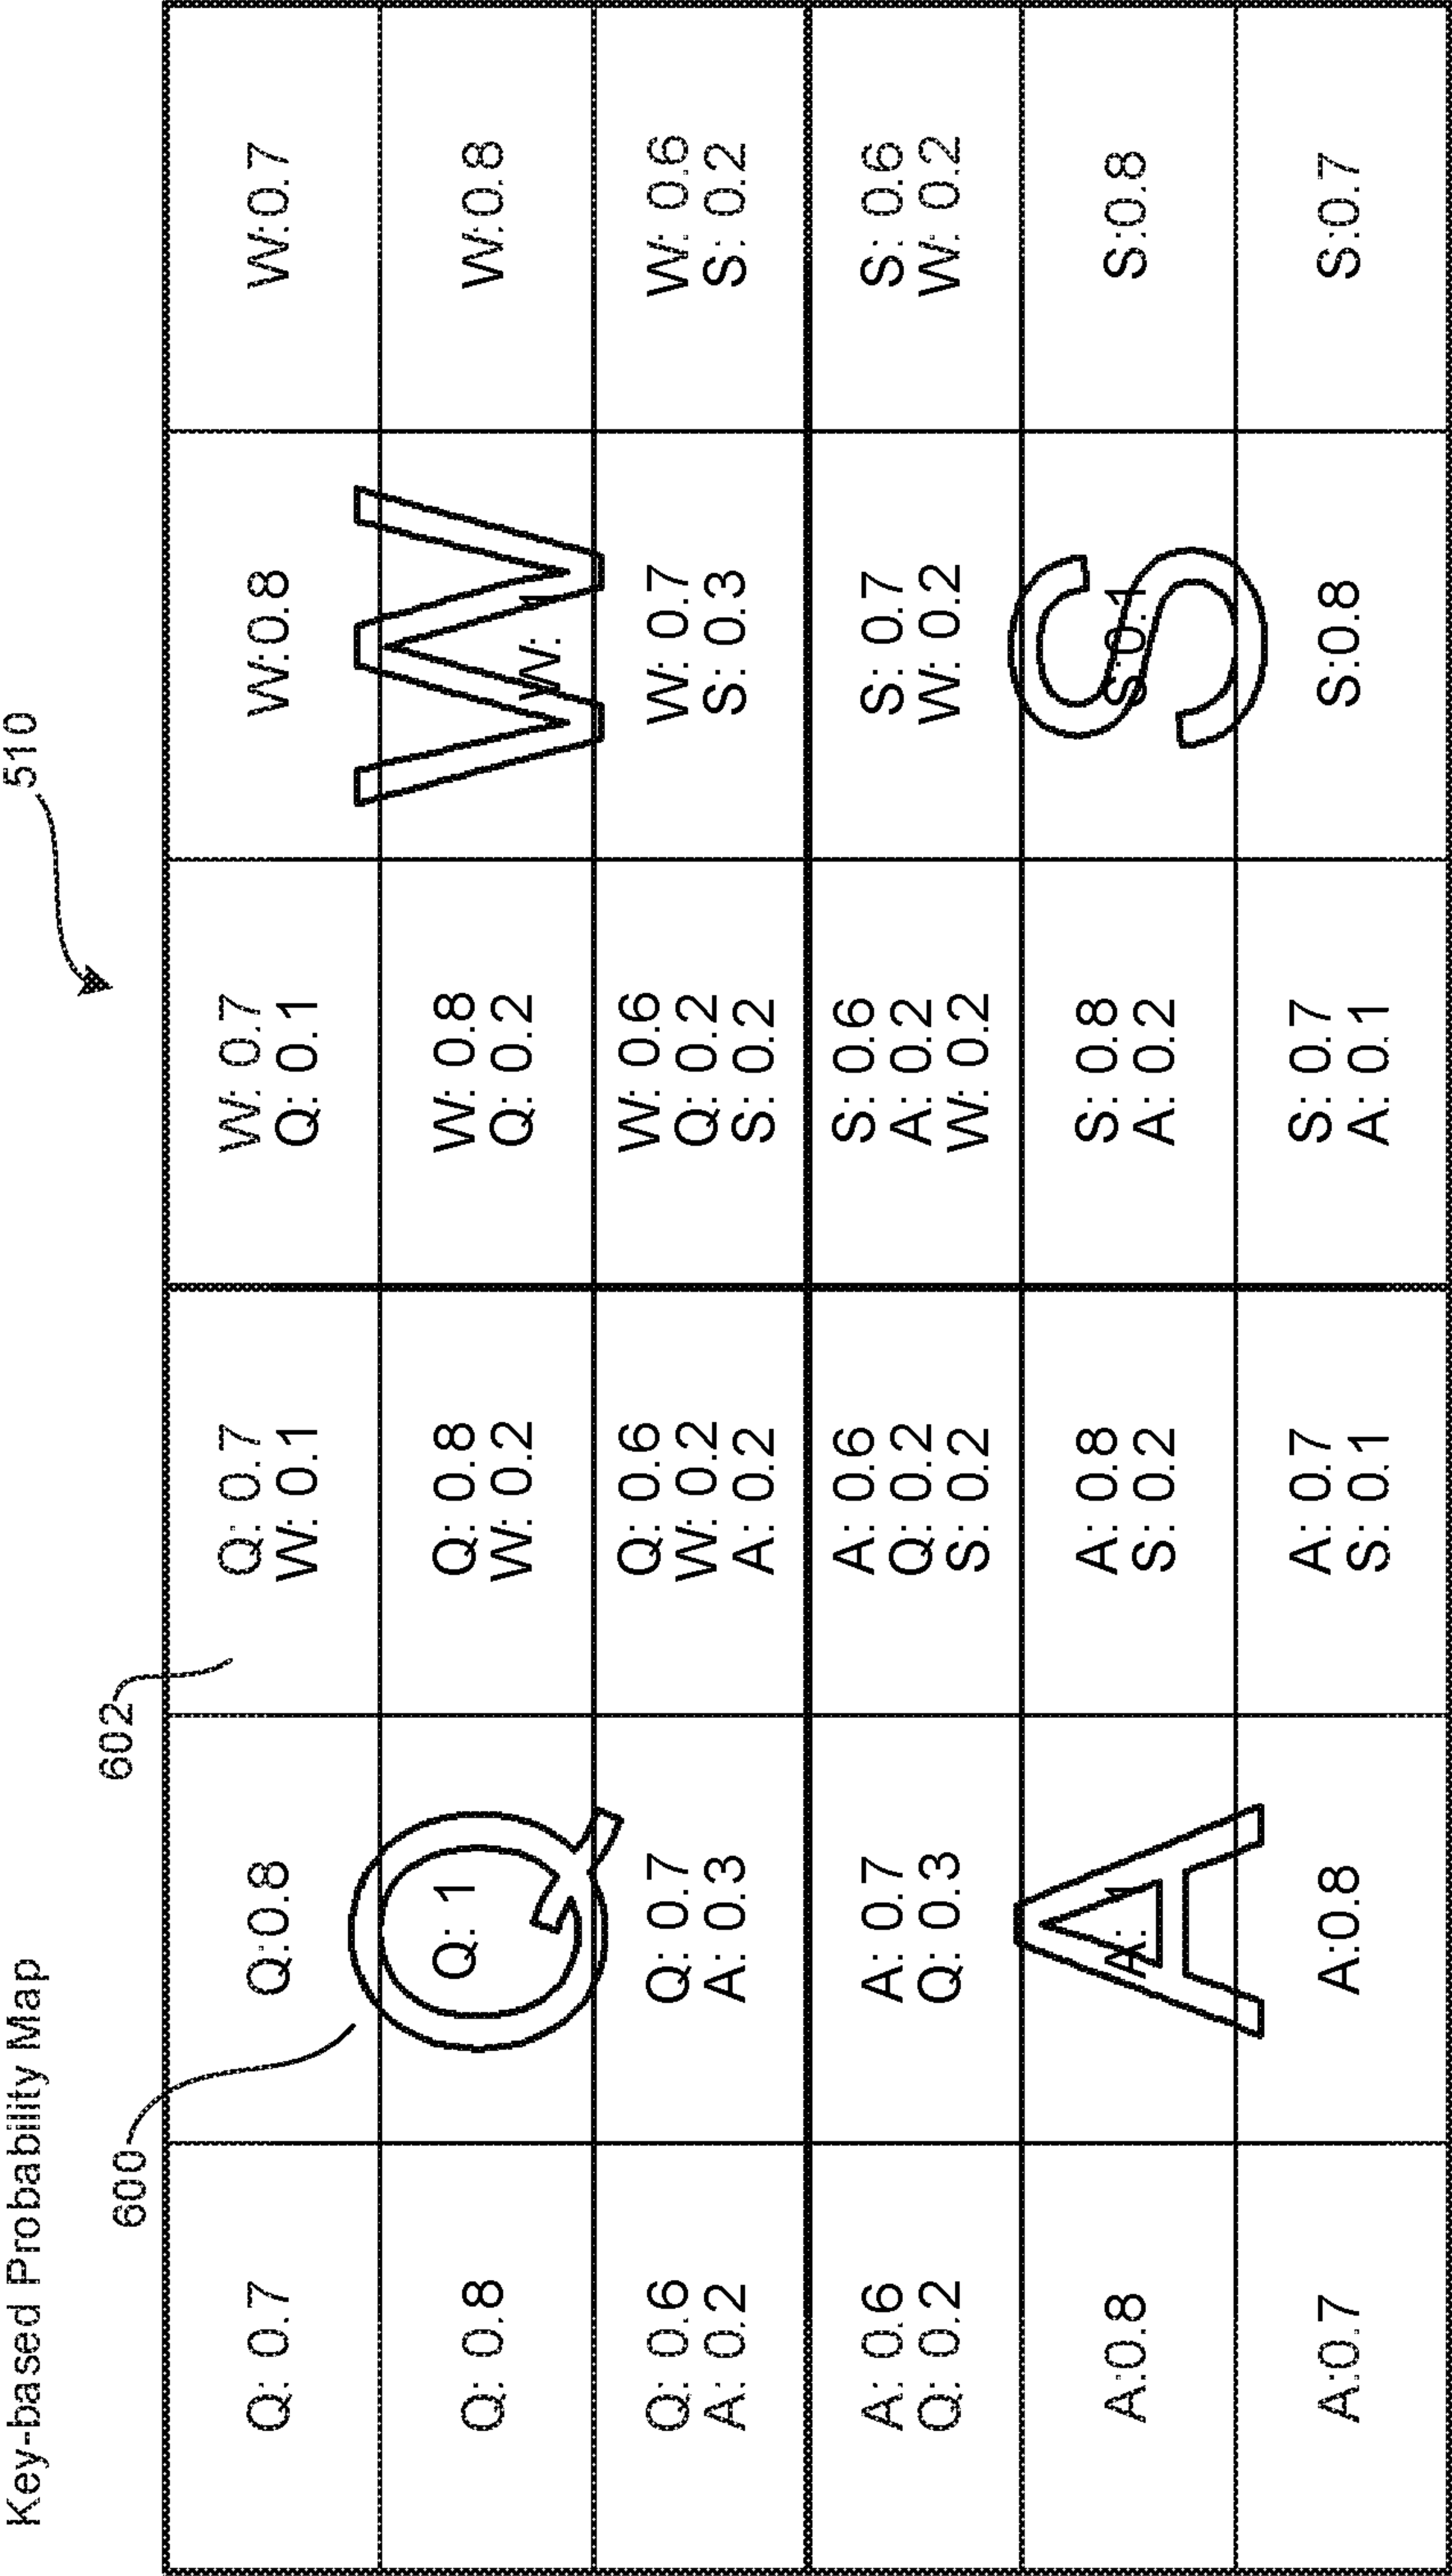 Key-based Probability Map
510
600
602
Q: 0.7
Q:0.8
Q: 0.7
W: 0.1
W: 0.7
Q: 0.1
W:0.8
W:0.7
Q: 0.8
Q
Q: 1
Q: 0.8
W: 0.2
W: 0.8
Q: 0.2
W
W: 1
W:0.8
Q: 0.6
A: 0.2
Q: 0.7
A: 0.3
Q: 0.6
W: 0.2
A: 0.2
W: 0.6
Q: 0.2
S: 0.2
W: 0.7
S: 0.3
W: 0.6
S: 0.2
A: 0.6
Q: 0.2
A: 0.7
Q: 0.3
A: 0.6
Q: 0.2
S: 0.2
S: 0.6
A: 0.2
W: 0.2
S: 0.7
W: 0.2
S: 0.6
W: 0.2
A:0.8
A
A: 1
A: 0.8
S: 0.2
S: 0.8
A: 0.2
S
S:0.1
S:0.8
A:0.7
A:0.8
A: 0.7
S: 0.1
S: 0.7
A: 0.1
S:0.8
S:0.7